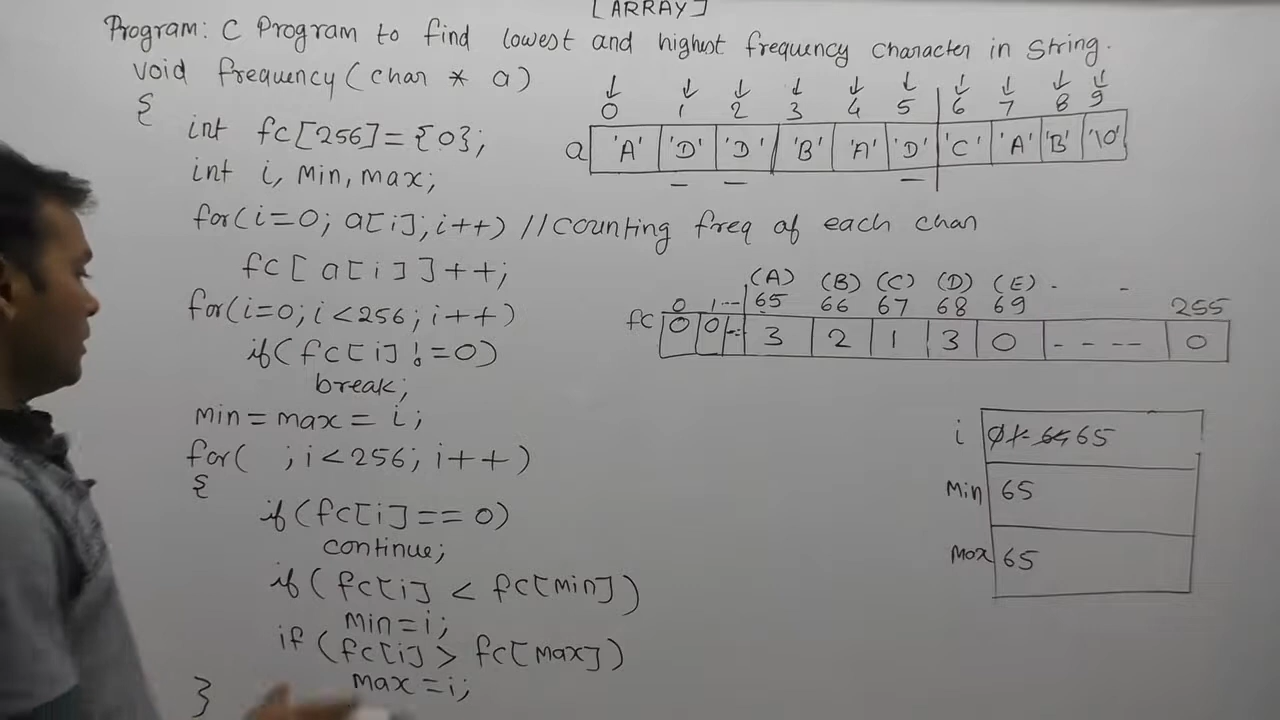 [ARRAY]
Program: C Program to find lowest and highest frequency character in String.
void frequency(char * a)
{
int fc[256]={0};
int i, min, max;
for(i=0; a[i]; i++) //counting freq of each char
fc[a[i]]++;
for(i=0; i<256; i++)
if(fc[i] != 0)
break;
min = max = i;
for( ; i<256; i++)
{
if(fc[i] == 0)
continue;
if(fc[i] < fc[min])
min = i;
if(fc[i] > fc[max])
max = i;
}
0 1 2 3 4 5 6 7 8 9
a 'A' 'D' 'D' 'B' 'A' 'D' 'C' 'A' 'B' '\0'
(A) (B) (C) (D) (E) . -
0 1 -- 65 66 67 68 69 255
fc 0 0 -- 3 2 1 3 0 - - - - 0
i 0 1 - 64 65
Min 65
Max 65